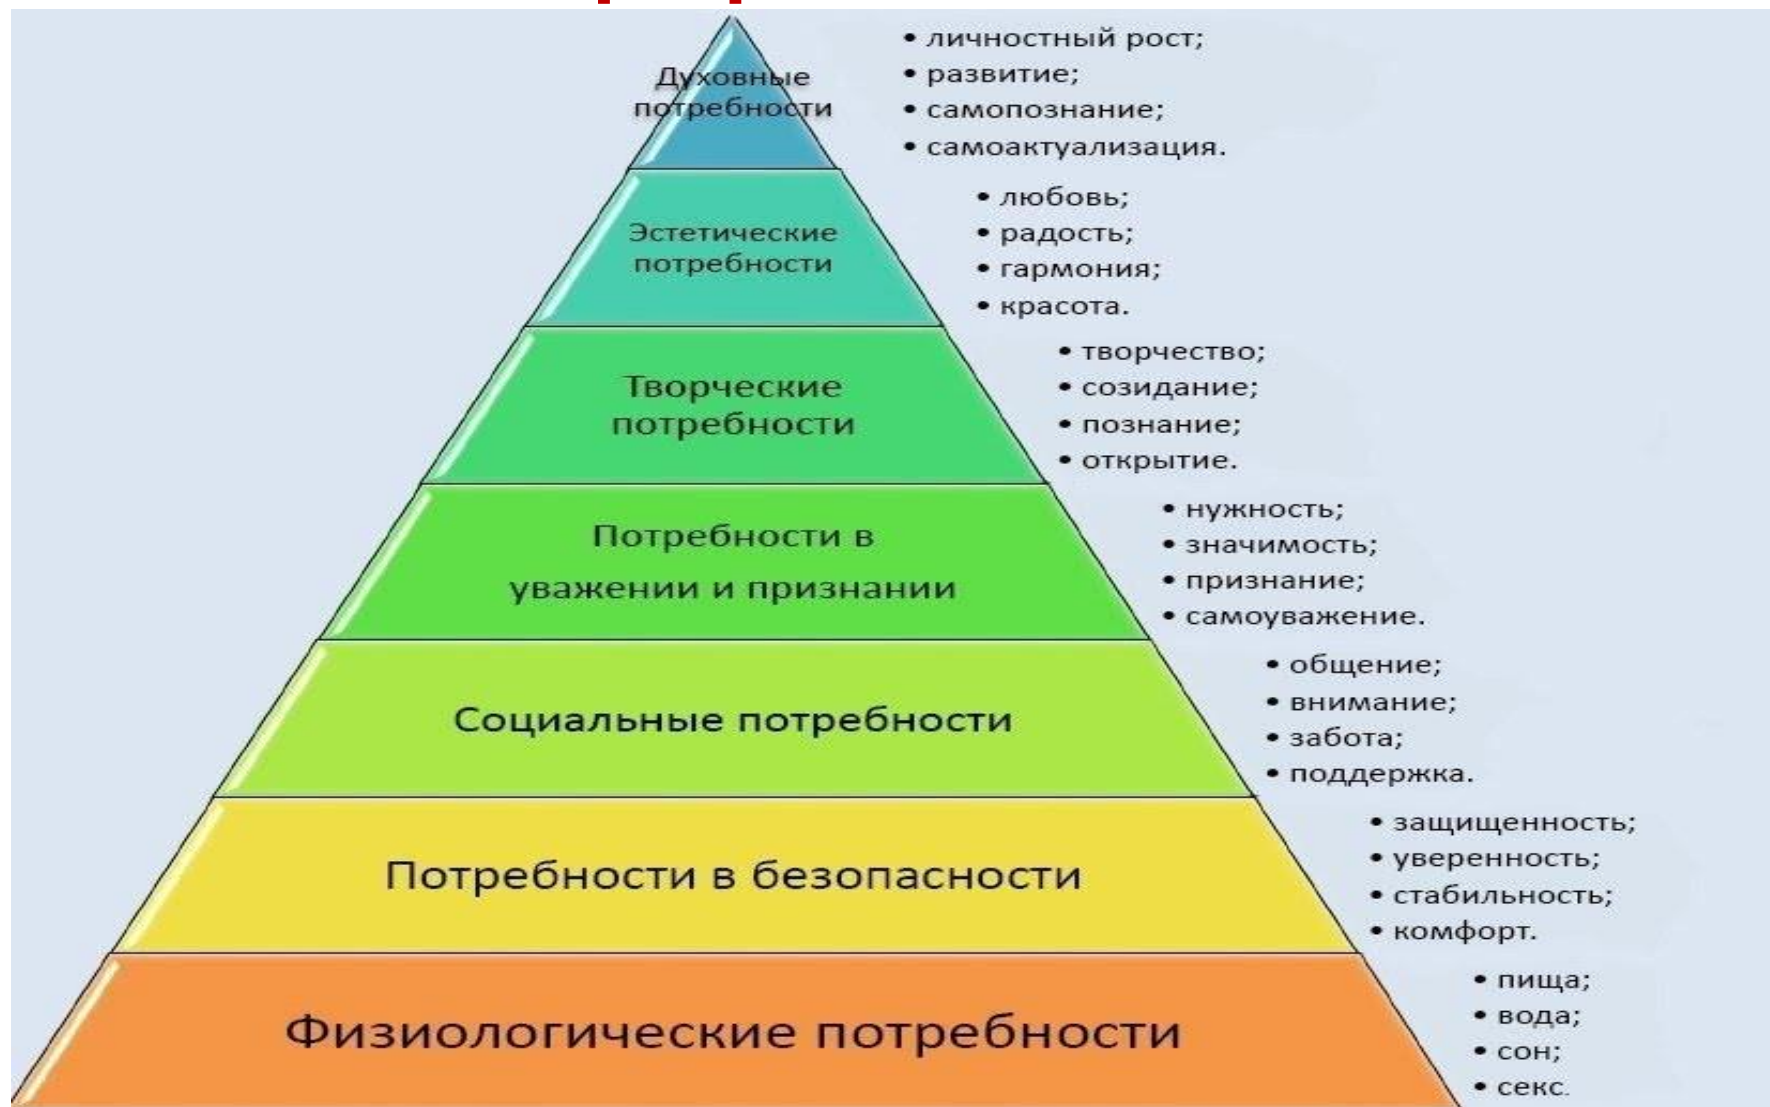 Духовные
потребности
• личностный рост;
• развитие;
• самопознание;
• самоактуализация.
Эстетические
потребности
• любовь;
• радость;
• гармония;
• красота.
Творческие
потребности
• творчество;
• созидание;
• познание;
• открытие.
Потребности в
уважении и признании
• нужность;
• значимость;
• признание;
• самоуважение.
Социальные потребности
• общение;
• внимание;
• забота;
• поддержка.
Потребности в безопасности
• защищенность;
• уверенность;
• стабильность;
• комфорт.
Физиологические потребности
• пища;
• вода;
• сон;
• секс.